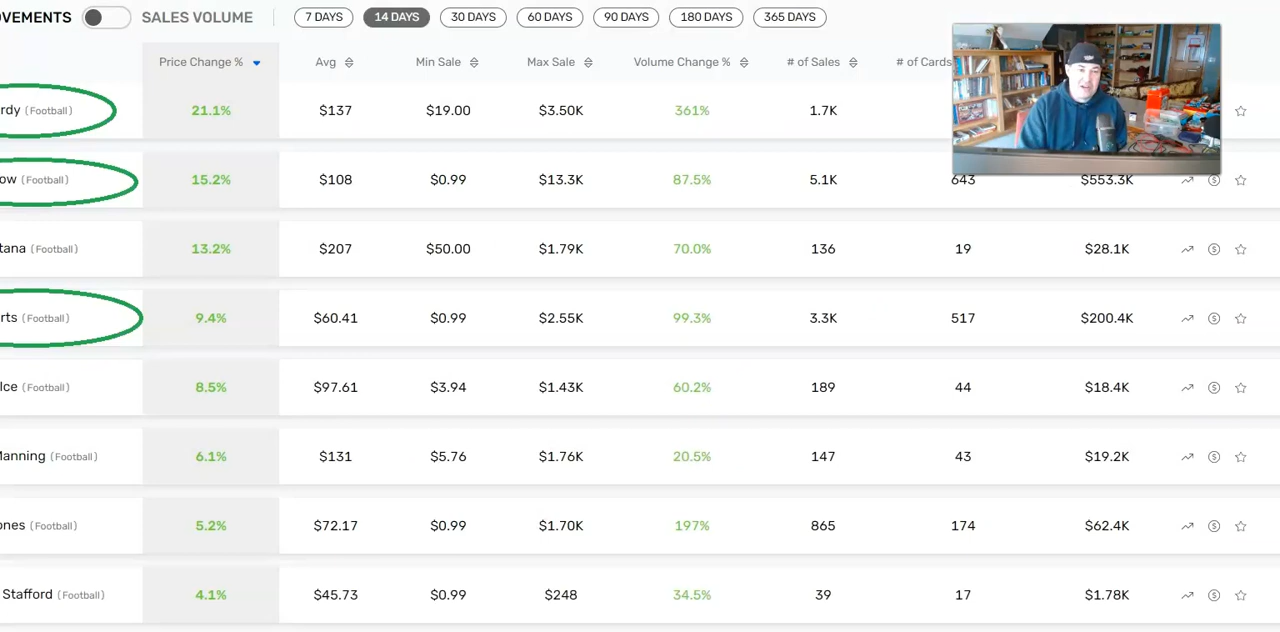 OVEMENTS SALES VOLUME 7 DAYS 14 DAYS 30 DAYS 60 DAYS 90 DAYS 180 DAYS 365 DAYS
Price Change % Avg Min Sale Max Sale Volume Change % # of Sales # of Cards
rdy (Football) 21.1% $137 $19.00 $3.50K 361% 1.7K
ow (Football) 15.2% $108 $0.99 $13.3K 87.5% 5.1K 643 $553.3K
tana (Football) 13.2% $207 $50.00 $1.79K 70.0% 136 19 $28.1K
rts (Football) 9.4% $60.41 $0.99 $2.55K 99.3% 3.3K 517 $200.4K
lce (Football) 8.5% $97.61 $3.94 $1.43K 60.2% 189 44 $18.4K
Manning (Football) 6.1% $131 $5.76 $1.76K 20.5% 147 43 $19.2K
ones (Football) 5.2% $72.17 $0.99 $1.70K 197% 865 174 $62.4K
Stafford (Football) 4.1% $45.73 $0.99 $248 34.5% 39 17 $1.78K